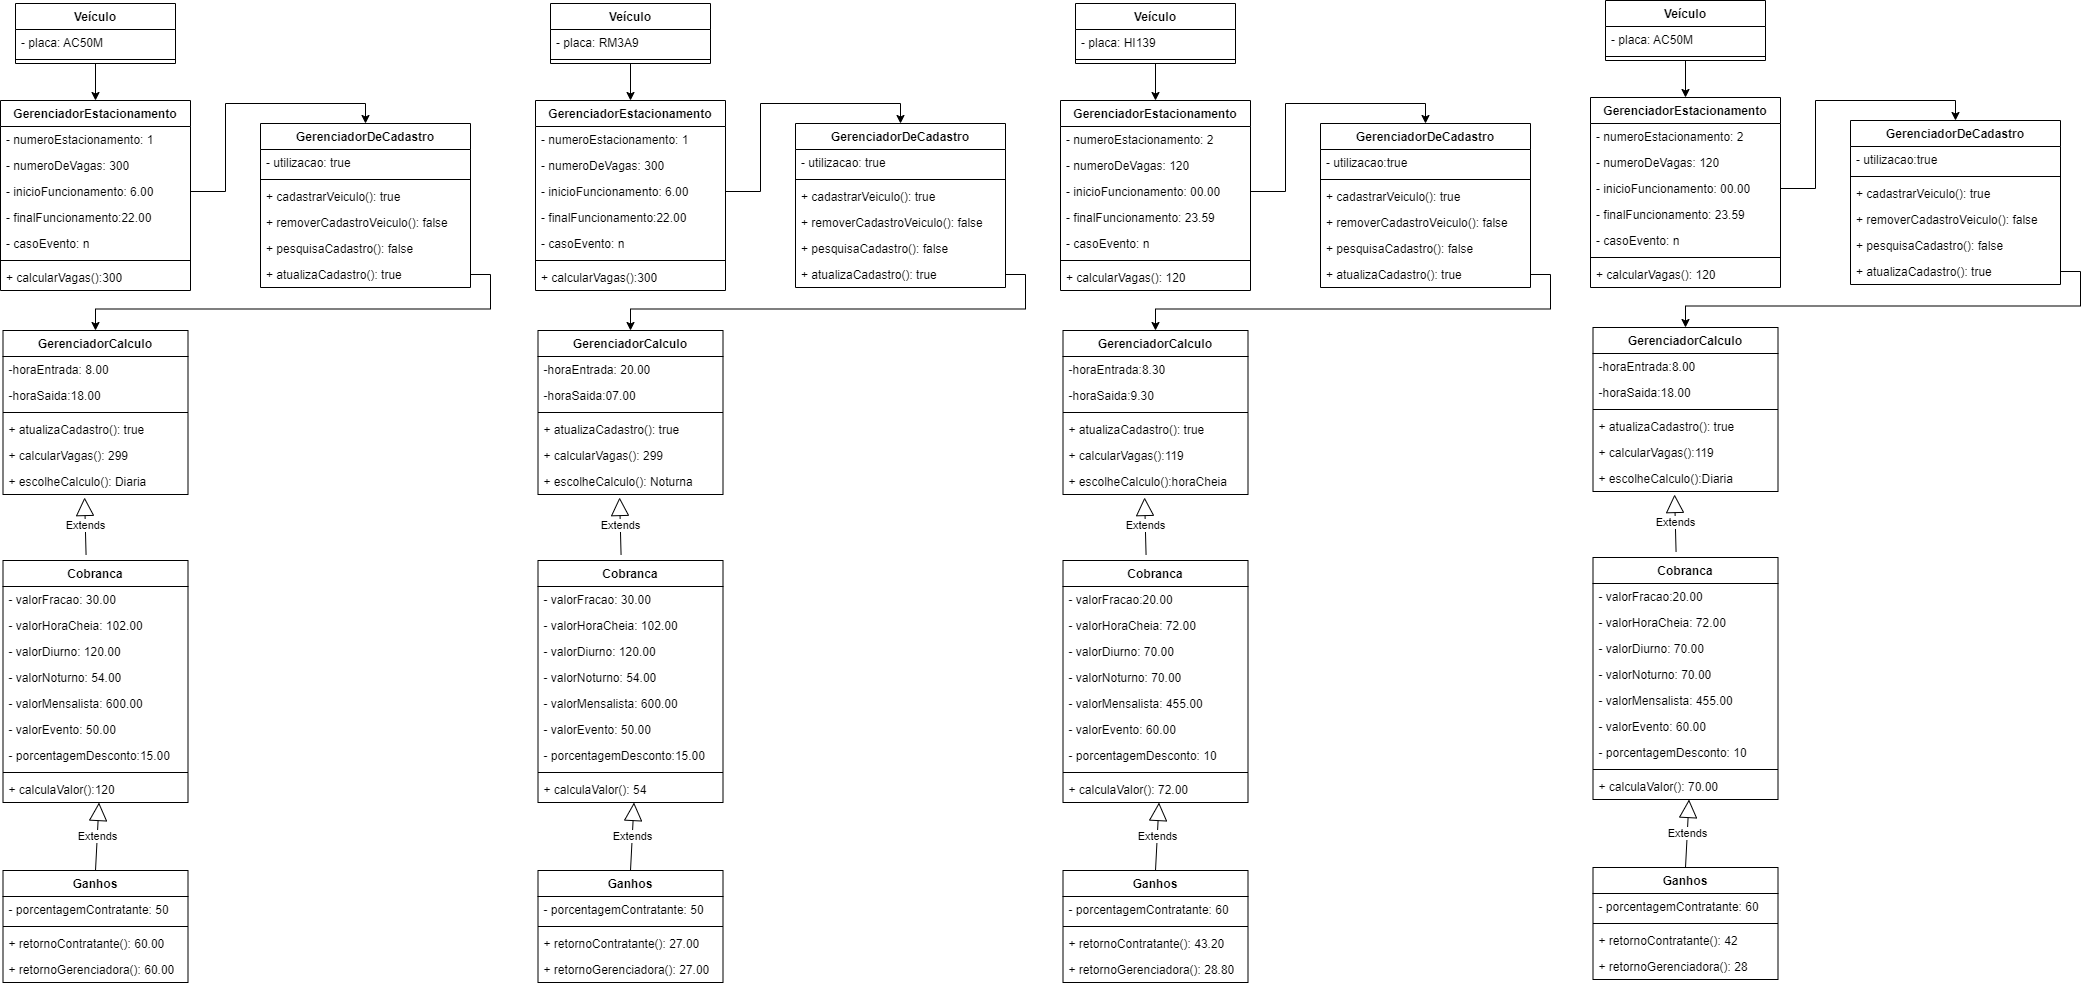 Veículo
- placa: AC50M
GerenciadorEstacionamento
- numeroEstacionamento: 1
- numeroDeVagas: 300
- inicioFuncionamento: 6.00
- finalFuncionamento:22.00
- casoEvento: n
+ calcularVagas():300
GerenciadorDeCadastro
- utilizacao: true
+ cadastrarVeiculo(): true
+ removerCadastroVeiculo(): false
+ pesquisaCadastro(): false
+ atualizaCadastro(): true
GerenciadorCalculo
-horaEntrada: 8.00
-horaSaida:18.00
+ atualizaCadastro(): true
+ calcularVagas(): 299
+ escolheCalculo(): Diaria
Extends
Cobranca
- valorFracao: 30.00
- valorHoraCheia: 102.00
- valorDiurno: 120.00
- valorNoturno: 54.00
- valorMensalista: 600.00
- valorEvento: 50.00
- porcentagemDesconto:15.00
+ calculaValor():120
Extends
Ganhos
- porcentagemContratante: 50
+ retornoContratante(): 60.00
+ retornoGerenciadora(): 60.00
Veículo
- placa: RM3A9
GerenciadorEstacionamento
- numeroEstacionamento: 1
- numeroDeVagas: 300
- inicioFuncionamento: 6.00
- finalFuncionamento:22.00
- casoEvento: n
+ calcularVagas():300
GerenciadorDeCadastro
- utilizacao: true
+ cadastrarVeiculo(): true
+ removerCadastroVeiculo(): false
+ pesquisaCadastro(): false
+ atualizaCadastro(): true
GerenciadorCalculo
-horaEntrada: 20.00
-horaSaida:07.00
+ atualizaCadastro(): true
+ calcularVagas(): 299
+ escolheCalculo(): Noturna
Extends
Cobranca
- valorFracao: 30.00
- valorHoraCheia: 102.00
- valorDiurno: 120.00
- valorNoturno: 54.00
- valorMensalista: 600.00
- valorEvento: 50.00
- porcentagemDesconto:15.00
+ calculaValor(): 54
Extends
Ganhos
- porcentagemContratante: 50
+ retornoContratante(): 27.00
+ retornoGerenciadora(): 27.00
Veículo
- placa: HI139
GerenciadorEstacionamento
- numeroEstacionamento: 2
- numeroDeVagas: 120
- inicioFuncionamento: 00.00
- finalFuncionamento: 23.59
- casoEvento: n
+ calcularVagas(): 120
GerenciadorDeCadastro
- utilizacao:true
+ cadastrarVeiculo(): true
+ removerCadastroVeiculo(): false
+ pesquisaCadastro(): false
+ atualizaCadastro(): true
GerenciadorCalculo
-horaEntrada:8.30
-horaSaida:9.30
+ atualizaCadastro(): true
+ calcularVagas():119
+ escolheCalculo():horaCheia
Extends
Cobranca
- valorFracao:20.00
- valorHoraCheia: 72.00
- valorDiurno: 70.00
- valorNoturno: 70.00
- valorMensalista: 455.00
- valorEvento: 60.00
- porcentagemDesconto: 10
+ calculaValor(): 72.00
Extends
Ganhos
- porcentagemContratante: 60
+ retornoContratante(): 43.20
+ retornoGerenciadora(): 28.80
Veículo
- placa: AC50M
GerenciadorEstacionamento
- numeroEstacionamento: 2
- numeroDeVagas: 120
- inicioFuncionamento: 00.00
- finalFuncionamento: 23.59
- casoEvento: n
+ calcularVagas(): 120
GerenciadorDeCadastro
- utilizacao:true
+ cadastrarVeiculo(): true
+ removerCadastroVeiculo(): false
+ pesquisaCadastro(): false
+ atualizaCadastro(): true
GerenciadorCalculo
-horaEntrada:8.00
-horaSaida:18.00
+ atualizaCadastro(): true
+ calcularVagas():119
+ escolheCalculo():Diaria
Extends
Cobranca
- valorFracao:20.00
- valorHoraCheia: 72.00
- valorDiurno: 70.00
- valorNoturno: 70.00
- valorMensalista: 455.00
- valorEvento: 60.00
- porcentagemDesconto: 10
+ calculaValor(): 70.00
Extends
Ganhos
- porcentagemContratante: 60
+ retornoContratante(): 42
+ retornoGerenciadora(): 28